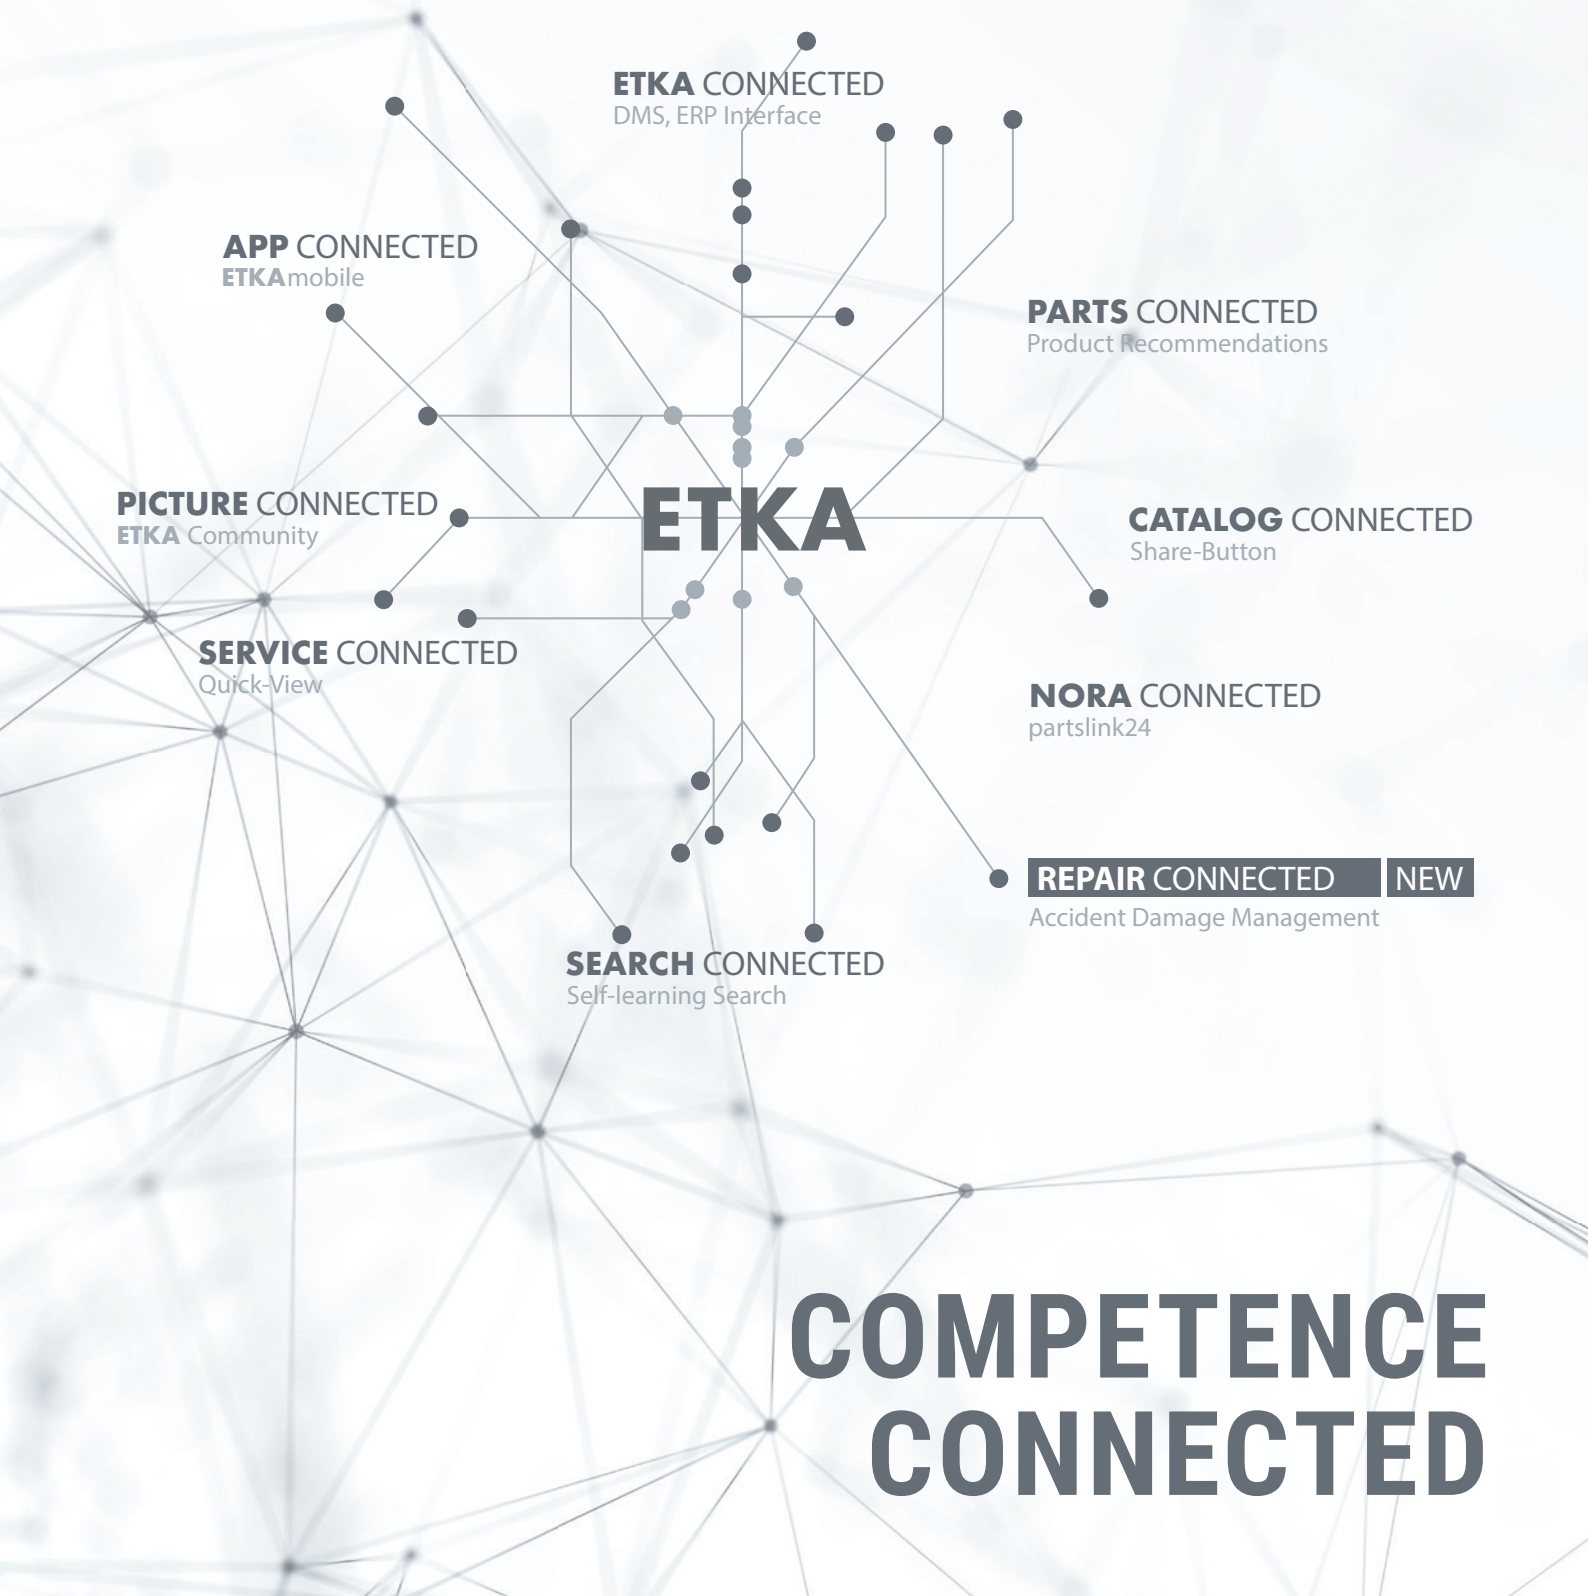 ETKA CONNECTED
DMS, ERP Interface
APP CONNECTED
ETKAmobile
PARTS CONNECTED
Product Recommendations
PICTURE CONNECTED
ETKA Community
ETKA
CATALOG CONNECTED
Share-Button
SERVICE CONNECTED
Quick-View
NORA CONNECTED
partslink24
REPAIR CONNECTED NEW
Accident Damage Management
SEARCH CONNECTED
Self-learning Search
COMPETENCE
CONNECTED